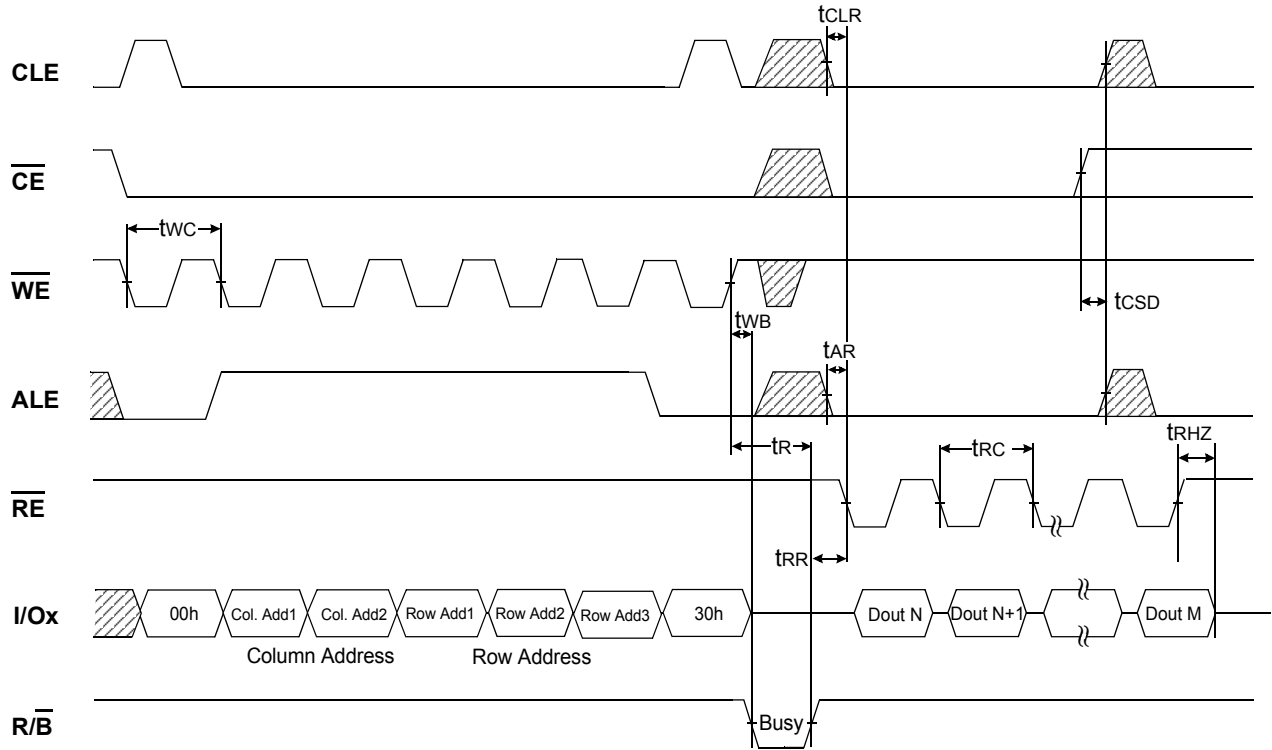 tCLR
CLE
CE
tWC
WE
tWB
tCSD
tAR
ALE
tR
tRC
tRHZ
RE
tRR
I/Ox
00h
Col. Add1
Col. Add2
Row Add1
Row Add2
Row Add3
30h
Dout N
Dout N+1
Dout M
Column Address
Row Address
R/B
Busy